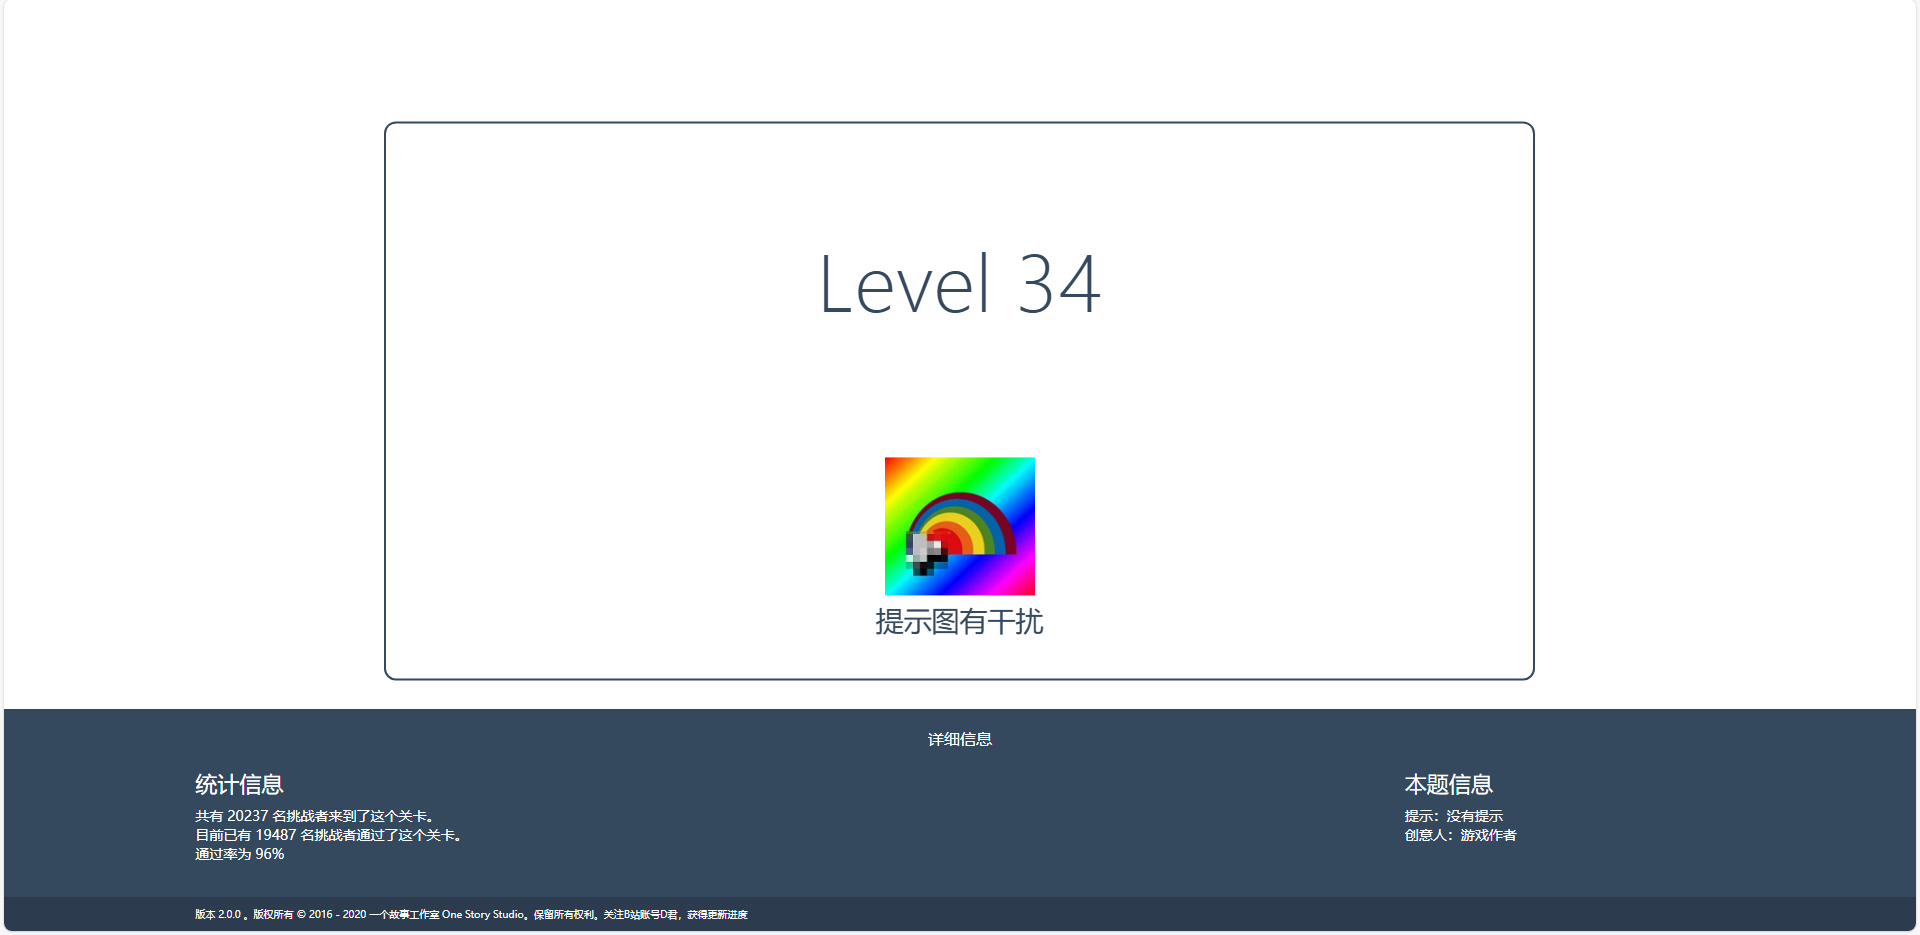 Level 34
提示图有干扰
详细信息
统计信息
共有 20237 名挑战者来到了这个关卡。
目前已有 19487 名挑战者通过了这个关卡。
通过率为 96%
本题信息
提示：没有提示
创意人：游戏作者
版本 2.0.0 。版权所有 © 2016 - 2020 一个故事工作室 One Story Studio。保留所有权利。关注B站账号D君，获得更新进度